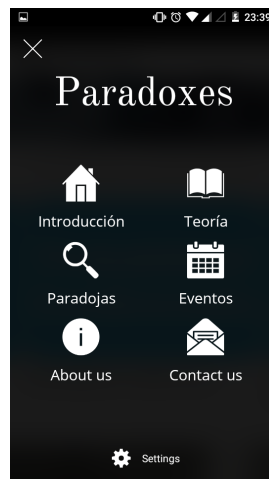 23:39
Paradoxes
Introducción Teoría
Paradojas Eventos
About us Contact us
Settings